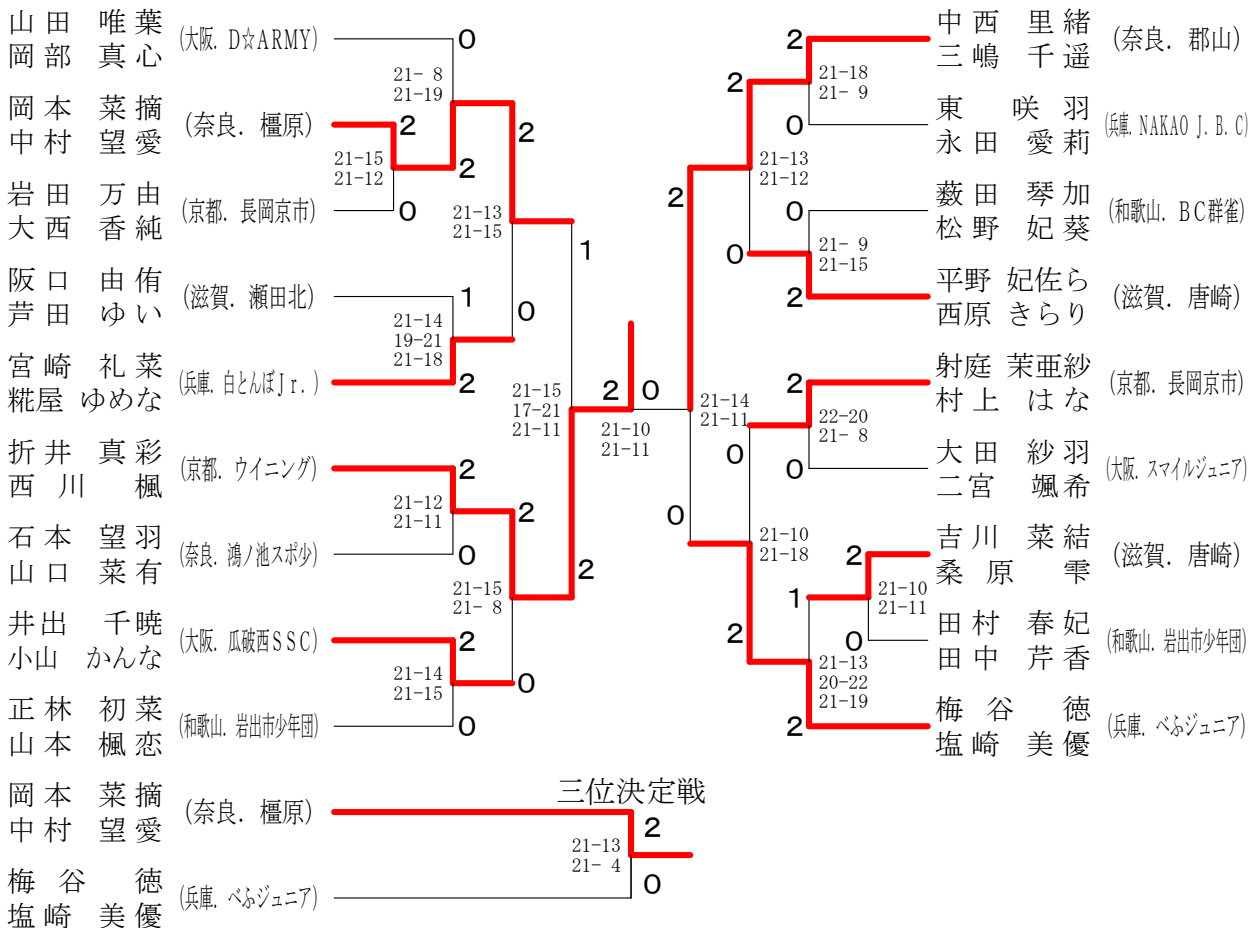 山田 唯葉
岡部 真心
(大阪. D☆ARMY)
0
21- 8
21-19
岡本 菜摘
中村 望愛
(奈良. 橿原)
2
2
2
21-15
21-12
岩田 万由
大西 香純
(京都. 長岡京市)
0
21-13
21-15
1
阪口 由侑
芦田 ゆい
(滋賀. 瀬田北)
1
0
21-14
19-21
21-18
宮崎 礼菜
糀屋 ゆめな
(兵庫. 白とんぼJr.)
2
21-15
17-21
21-11
折井 真彩
西川 楓
(京都. ウイニング)
2
21-12
21-11
2
石本 望羽
山口 菜有
(奈良. 鴻ノ池スポ少)
0
2
21-15
21- 8
井出 千暁
小山 かんな
(大阪. 瓜破西SSC)
2
0
21-14
21-15
正林 初菜
山本 楓恋
(和歌山. 岩出市少年団)
0
2 0
21-10
21-11
中西 里緒
三嶋 千遥
(奈良. 郡山)
2
21-18
21- 9
2
東 咲羽
永田 愛莉
(兵庫. NAKAO J.B.C)
0
21-13
21-12
2
薮田 琴加
松野 妃葵
(和歌山. BC群雀)
0
0
21- 9
21-15
平野 妃佐ら
西原 きらり
(滋賀. 唐崎)
2
射庭 茉亜紗
村上 はな
(京都. 長岡京市)
2
21-14
21-11
22-20
21- 8
0
大田 紗羽
二宮 颯希
(大阪. スマイルジュニア)
0
0
21-10
21-18
吉川 菜結
桑原 雫
(滋賀. 唐崎)
2
21-10
21-11
1
田村 春妃
田中 芹香
(和歌山. 岩出市少年団)
0
2
21-13
20-22
21-19
梅谷 徳
塩崎 美優
(兵庫. べふジュニア)
2
三位決定戦
岡本 菜摘
中村 望愛
(奈良. 橿原)
2
21-13
21- 4
梅谷 徳
塩崎 美優
(兵庫. べふジュニア)
0